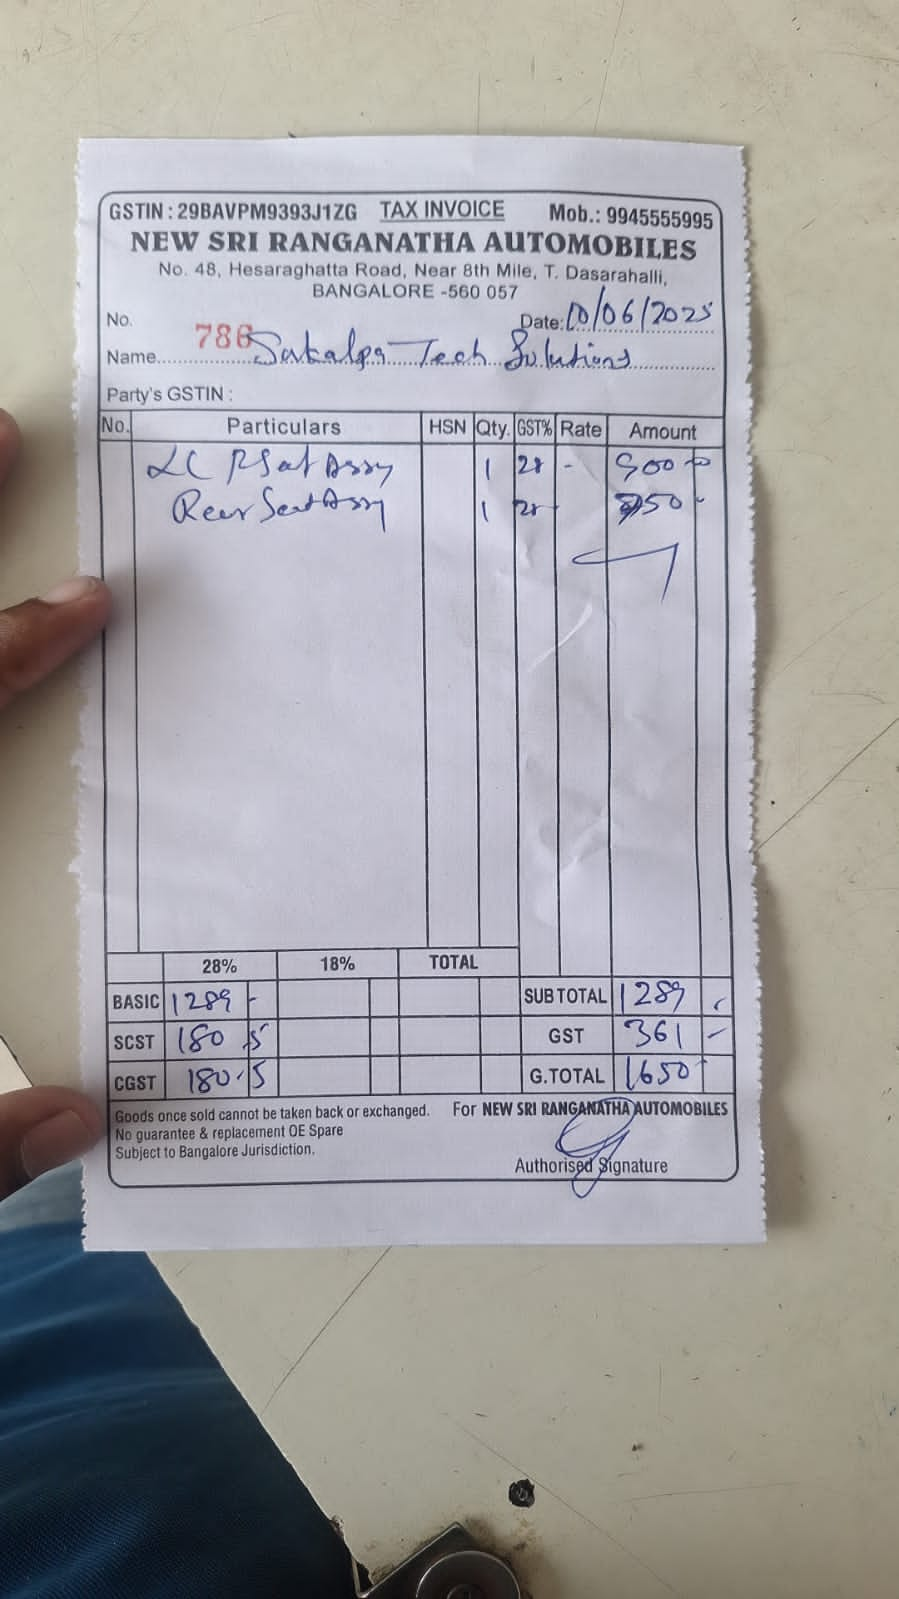 GSTIN : 29BAVPM9393J1ZG TAX INVOICE Mob.: 9945555995
NEW SRI RANGANATHA AUTOMOBILES
No. 48, Hesaraghatta Road, Near 8th Mile, T. Dasarahalli,
BANGALORE -560 057
No. 786 Date: 10/06/2025
Name Sakalpa Tech Solutions
Party's GSTIN :
No. Particulars HSN Qty. GST% Rate Amount
Assy 1 28 - 900
Rear Seat Assy 1 28 - 750 -
28% 18% TOTAL
BASIC 1289 - SUB TOTAL 1289 -
SCST 180 5 GST 361 -
CGST 180.5 G.TOTAL 1650 -
Goods once sold cannot be taken back or exchanged. For NEW SRI RANGANATHA AUTOMOBILES
No guarantee & replacement OE Spare
Subject to Bangalore Jurisdiction.
Authorised Signature